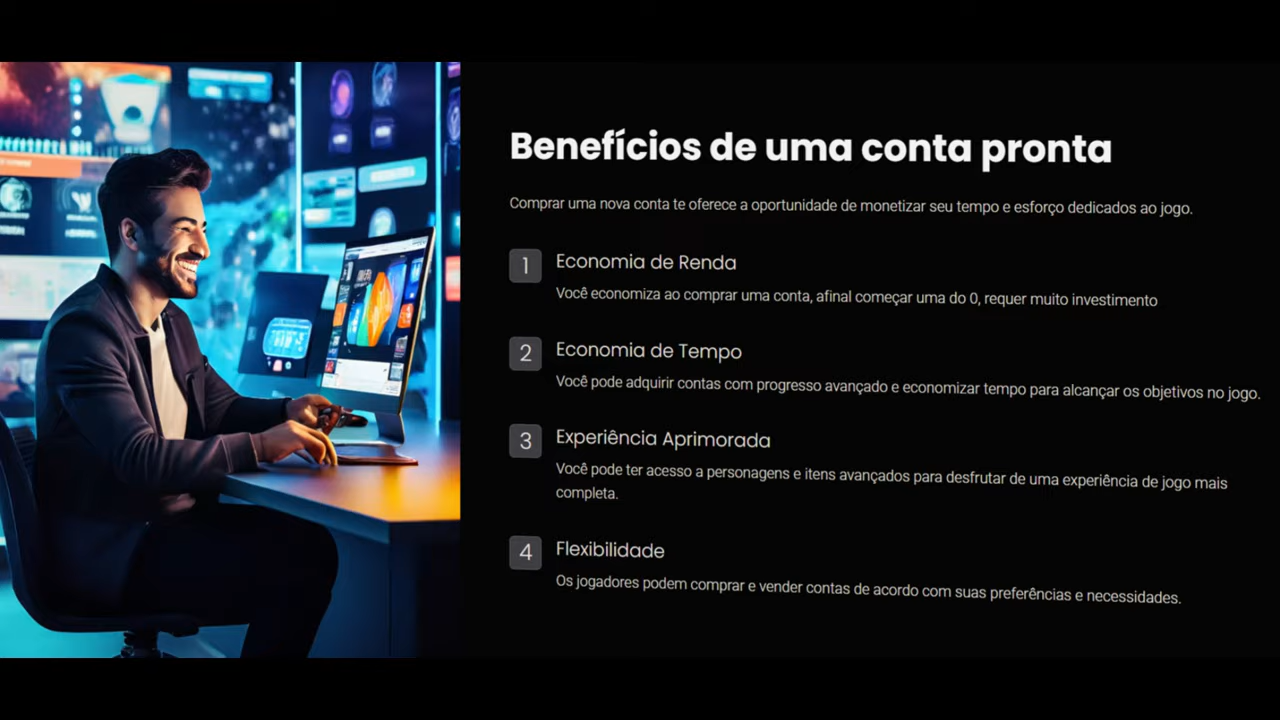 Benefícios de uma conta pronta
Comprar uma nova conta te oferece a oportunidade de monetizar seu tempo e esforço dedicados ao jogo.
1
Economia de Renda
Você economiza ao comprar uma conta, afinal começar uma do 0, requer muito investimento
2
Economia de Tempo
Você pode adquirir contas com progresso avançado e economizar tempo para alcançar os objetivos no jogo.
3
Experiência Aprimorada
Você pode ter acesso a personagens e itens avançados para desfrutar de uma experiência de jogo mais
completa.
4
Flexibilidade
Os jogadores podem comprar e vender contas de acordo com suas preferências e necessidades.